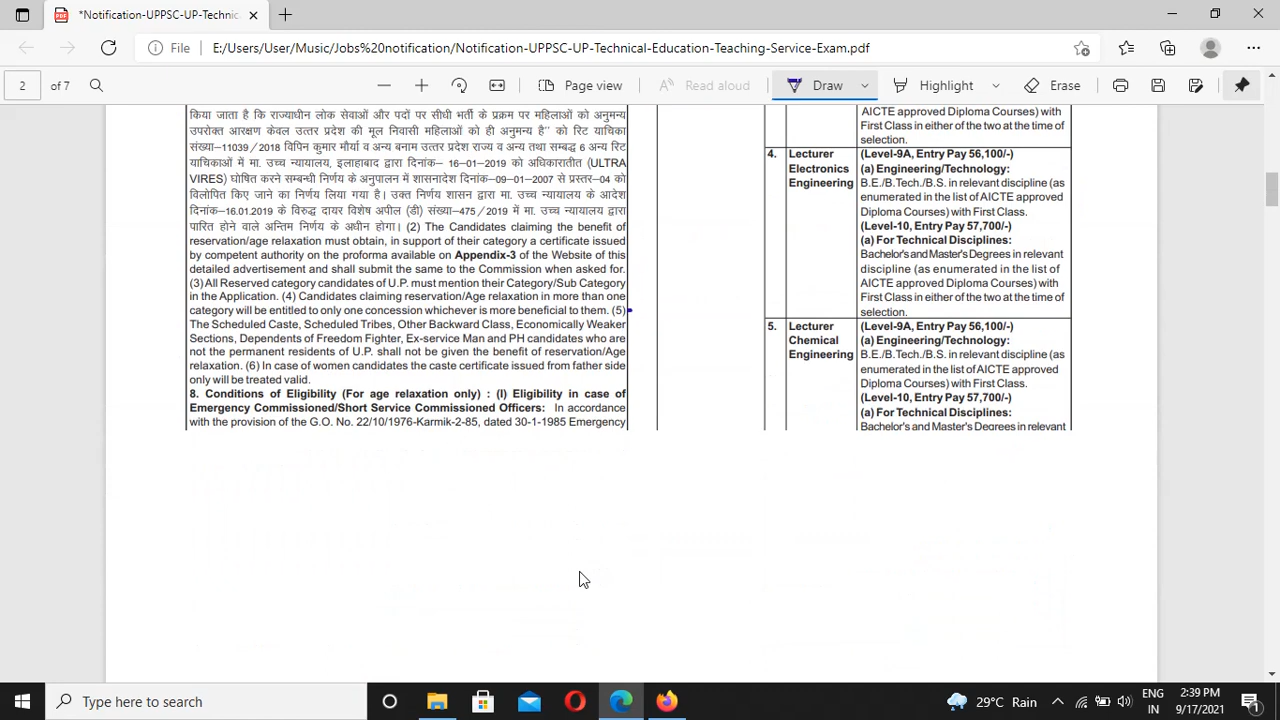 *Notification-UPPSC-UP-Technic
File
E:/Users/User/Music/Jobs%20notification/Notification-UPPSC-UP-Technical-Education-Teaching-Service-Exam.pdf
2 of 7
Page view
Read aloud
Draw
Highlight
Erase
किया जाता है कि राज्याधीन लोक सेवाओं और पदों पर सीधी भर्ती के प्रक्रम पर महिलाओं को अनुमन्य
उपरोक्त आरक्षण केवल उत्तर प्रदेश की मूल निवासी महिलाओं को ही अनुमन्य है” को रिट याचिका
संख्या–11039/2018 विपिन कुमार मौर्या व अन्य बनाम उत्तर प्रदेश राज्य व अन्य तथा सम्बद्ध 6 अन्य रिट
याचिकाओं में मा. उच्च न्यायालय, इलाहाबाद द्वारा दिनांक- 16-01-2019 को अधिकारातीत (ULTRA
VIRES) घोषित करने सम्बन्धी निर्णय के अनुपालन में शासनादेश दिनांक-09-01-2007 से प्रस्तर-04 को
विलोपित किए जाने का निर्णय लिया गया है। उक्त निर्णय शासन द्वारा मा. उच्च न्यायालय के आदेश
दिनांक-16.01.2019 के विरुद्ध दायर विशेष अपील (डी) संख्या-475/2019 में मा. उच्च न्यायालय द्वारा
पारित होने वाले अन्तिम निर्णय के अधीन होगा। (2) The Candidates claiming the benefit of
reservation/age relaxation must obtain, in support of their category a certificate issued
by competent authority on the proforma available on Appendix-3 of the Website of this
detailed advertisement and shall submit the same to the Commission when asked for.
(3) All Reserved category candidates of U.P. must mention their Category/Sub Category
in the Application. (4) Candidates claiming reservation/Age relaxation in more than one
category will be entitled to only one concession whichever is more beneficial to them. (5)
The Scheduled Caste, Scheduled Tribes, Other Backward Class, Economically Weaker
Sections, Dependents of Freedom Fighter, Ex-service Man and PH candidates who are
not the permanent residents of U.P. shall not be given the benefit of reservation/Age
relaxation. (6) In case of women candidates the caste certificate issued from father side
only will be treated valid.
8. Conditions of Eligibility (For age relaxation only) : (I) Eligibility in case of
Emergency Commissioned/Short Service Commissioned Officers: In accordance
with the provision of the G.O. No. 22/10/1976-Karmik-2-85, dated 30-1-1985 Emergency
AICTE approved Diploma Courses) with
First Class in either of the two at the time of
selection.
4. Lecturer Electronics Engineering
(Level-9A, Entry Pay 56,100/-)
(a) Engineering/Technology:
B.E./B.Tech./B.S. in relevant discipline (as
enumerated in the list of AICTE approved
Diploma Courses) with First Class.
(Level-10, Entry Pay 57,700/-)
(a) For Technical Disciplines:
Bachelor's and Master's Degrees in relevant
discipline (as enumerated in the list of
AICTE approved Diploma Courses) with
First Class in either of the two at the time of
selection.
5. Lecturer Chemical Engineering
(Level-9A, Entry Pay 56,100/-)
(a) Engineering/Technology:
B.E./B.Tech./B.S. in relevant discipline (as
enumerated in the list of AICTE approved
Diploma Courses) with First Class.
(Level-10, Entry Pay 57,700/-)
(a) For Technical Disciplines:
Bachelor's and Master's Degrees in relevant
Type here to search
29°C Rain
ENG
IN
2:39 PM
9/17/2021
1